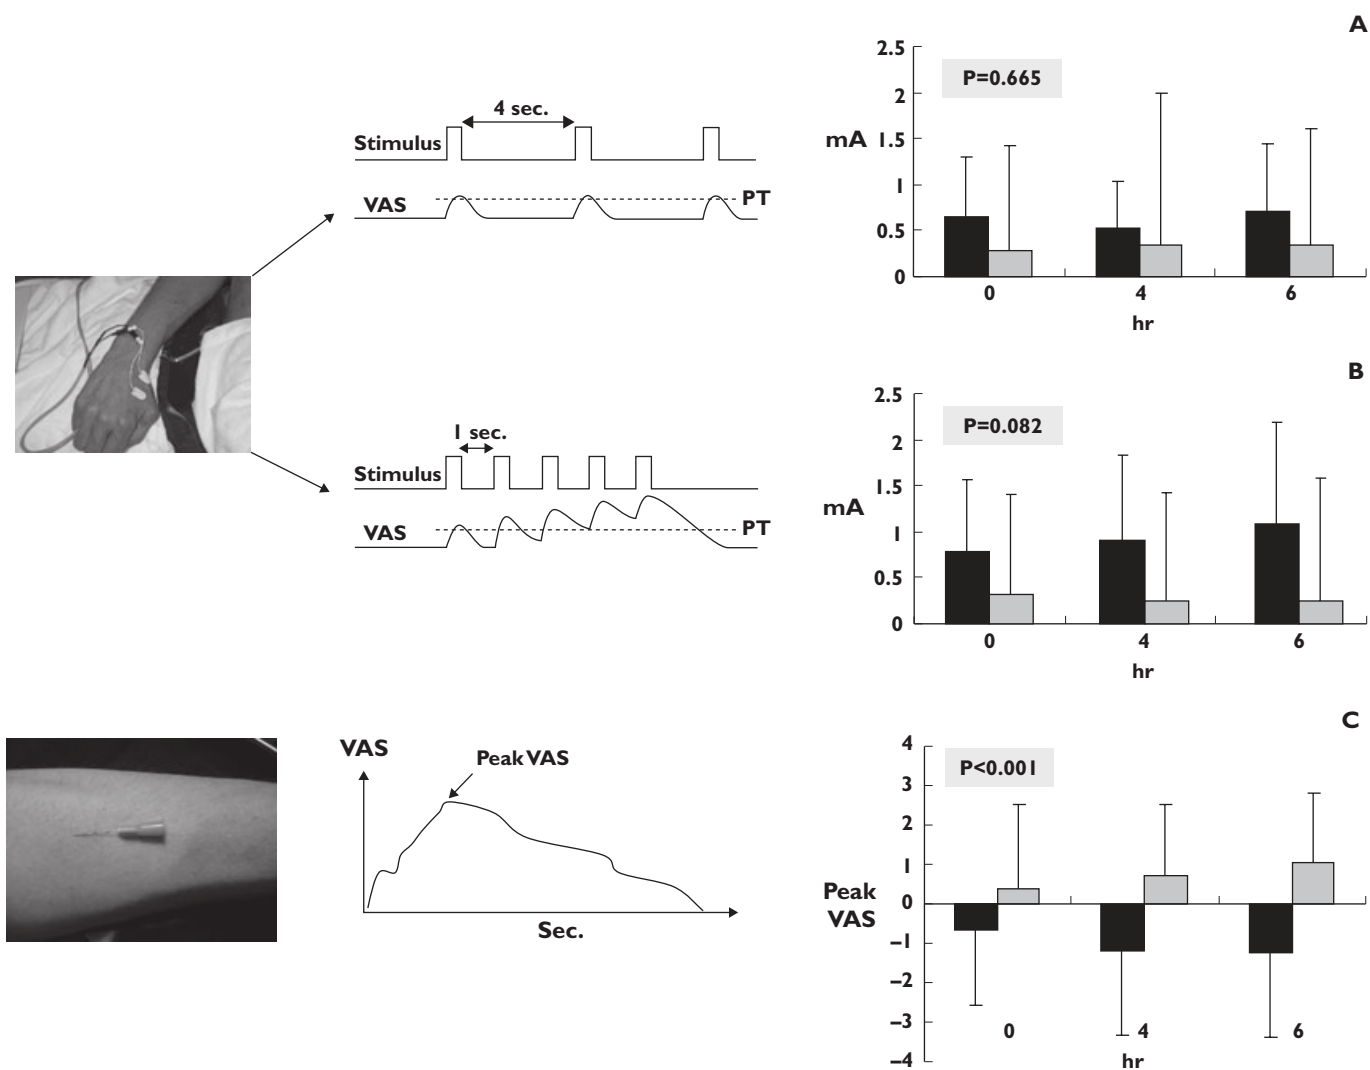 4 sec.
Stimulus
VAS
PT
1 sec.
Stimulus
VAS
PT
VAS
Peak VAS
Sec.
A
P=0.665
mA
2.5
2
1.5
1
0.5
0
0 4 6
hr
B
P=0.082
mA
2.5
2
1.5
1
0.5
0
0 4 6
hr
C
P<0.001
Peak
VAS
4
3
2
1
0
–1
–2
–3
–4
0 4 6
hr